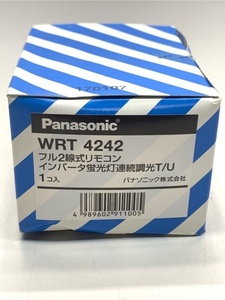 170197
Panasonic
WRT 4242
フル2線式リモコン
インバータ蛍光灯連続調光T/U
1コ入
パナソニック株式会社
4 989602 911005